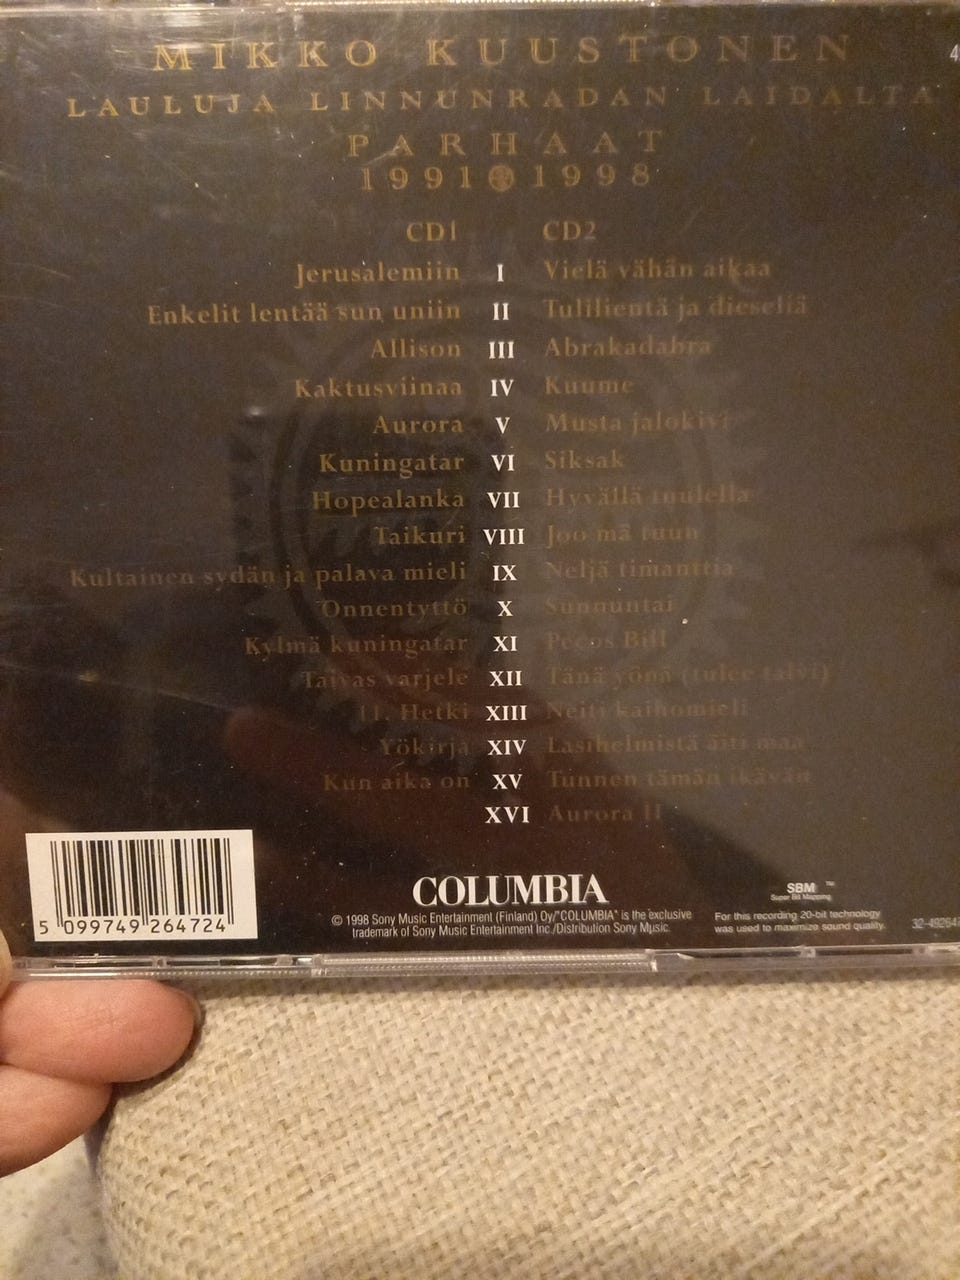 MIKKO KUUSTONEN
LAULUJA LINNUNRADAN LAIDALTA
PARHAAT
1991 1998
CD1 CD2
Jerusalemiin I Vielä vähän aikaa
Enkelit lentää sun uniin II Tulilientä ja dieseliä
Allison III Abrakadabra
Kaktusviinaa IV Kuume
Aurora V Musta jalokivi
Kuningatar VI Siksak
Hopealanka VII Hyvällä tuulella
Taikuri VIII Joo mä tuun
Kultainen sydän ja palava mieli IX Neljä timanttia
Onnentyttö X Sunnuntai
Kylmä kuningatar XI Pecos Bill
Taivas varjele XII Tänä yönä (tulee talvi)
11. Hetki XIII Neiti kaihomieli
Yökirja XIV Lasihelmistä äiti maa
Kun aika on XV Tunnen tämän ikävän
XVI Aurora II
5 099749 264724
COLUMBIA
© 1998 Sony Music Entertainment (Finland) Oy/"COLUMBIA" is the exclusive
trademark of Sony Music Entertainment Inc./Distribution Sony Music.
SBM ™
Super Bit Mapping
For this recording 20-bit technology
was used to maximize sound quality.